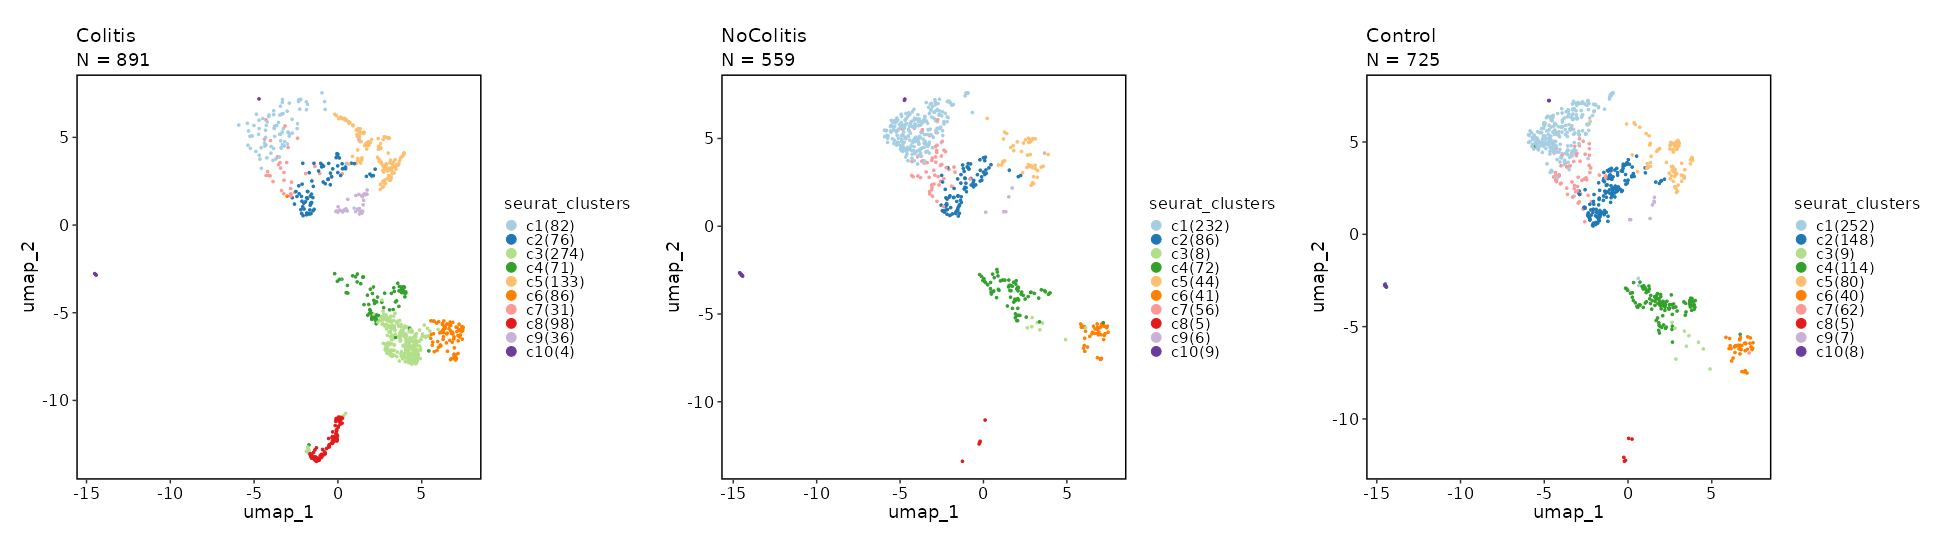 Colitis
N = 891
umap_2
5
0
-5
-10
-15
-10
-5
0
5
umap_1
seurat_clusters
c1(82)
c2(76)
c3(274)
c4(71)
c5(133)
c6(86)
c7(31)
c8(98)
c9(36)
c10(4)
NoColitis
N = 559
umap_2
5
0
-5
-10
-15
-10
-5
0
5
umap_1
seurat_clusters
c1(232)
c2(86)
c3(8)
c4(72)
c5(44)
c6(41)
c7(56)
c8(5)
c9(6)
c10(9)
Control
N = 725
umap_2
5
0
-5
-10
-15
-10
-5
0
5
umap_1
seurat_clusters
c1(252)
c2(148)
c3(9)
c4(114)
c5(80)
c6(40)
c7(62)
c8(5)
c9(7)
c10(8)